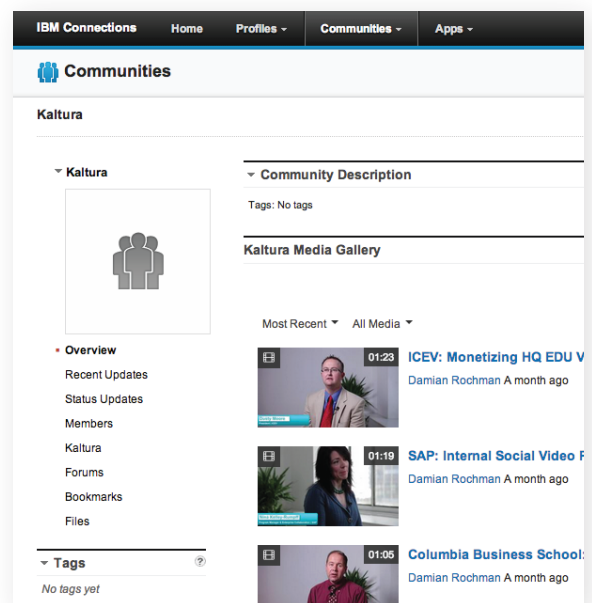 IBM Connections Home Profiles Communities Apps
Communities
Kaltura
Kaltura
Overview
Recent Updates
Status Updates
Members
Kaltura
Forums
Bookmarks
Files
Tags ?
No tags yet
Community Description
Tags: No tags
Kaltura Media Gallery
Most Recent All Media
01:23 ICEV: Monetizing HQ EDU V
Damian Rochman A month ago
01:19 SAP: Internal Social Video
Damian Rochman A month ago
01:05 Columbia Business School:
Damian Rochman A month ago